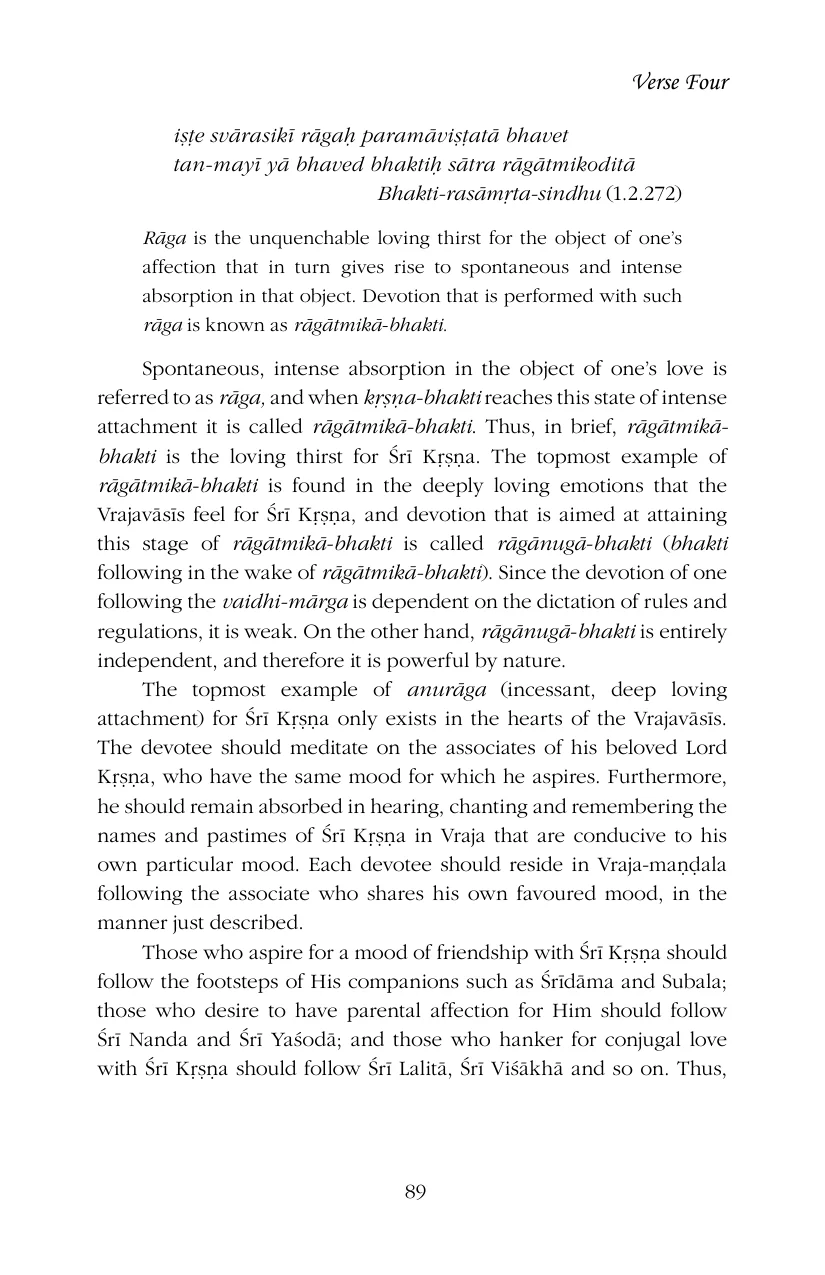 Verse Four
iṣṭe svārasikī rāgaḥ paramāviṣṭatā bhavet
tan-mayī yā bhaved bhaktiḥ sātra rāgātmikoditā
Bhakti-rasāmṛta-sindhu (1.2.272)
Rāga is the unquenchable loving thirst for the object of one’s
affection that in turn gives rise to spontaneous and intense
absorption in that object. Devotion that is performed with such
rāga is known as rāgātmikā-bhakti.
Spontaneous, intense absorption in the object of one’s love is
referred to as rāga, and when kṛṣṇa-bhakti reaches this state of intense
attachment it is called rāgātmikā-bhakti. Thus, in brief, rāgātmikā-
bhakti is the loving thirst for Śrī Kṛṣṇa. The topmost example of
rāgātmikā-bhakti is found in the deeply loving emotions that the
Vrajavāsīs feel for Śrī Kṛṣṇa, and devotion that is aimed at attaining
this stage of rāgātmikā-bhakti is called rāgānugā-bhakti (bhakti
following in the wake of rāgātmikā-bhakti). Since the devotion of one
following the vaidhi-mārga is dependent on the dictation of rules and
regulations, it is weak. On the other hand, rāgānugā-bhakti is entirely
independent, and therefore it is powerful by nature.
The topmost example of anurāga (incessant, deep loving
attachment) for Śrī Kṛṣṇa only exists in the hearts of the Vrajavāsīs.
The devotee should meditate on the associates of his beloved Lord
Kṛṣṇa, who have the same mood for which he aspires. Furthermore,
he should remain absorbed in hearing, chanting and remembering the
names and pastimes of Śrī Kṛṣṇa in Vraja that are conducive to his
own particular mood. Each devotee should reside in Vraja-maṇḍala
following the associate who shares his own favoured mood, in the
manner just described.
Those who aspire for a mood of friendship with Śrī Kṛṣṇa should
follow the footsteps of His companions such as Śrīdāma and Subala;
those who desire to have parental affection for Him should follow
Śrī Nanda and Śrī Yaśodā; and those who hanker for conjugal love
with Śrī Kṛṣṇa should follow Śrī Lalitā, Śrī Viśākhā and so on. Thus,
89